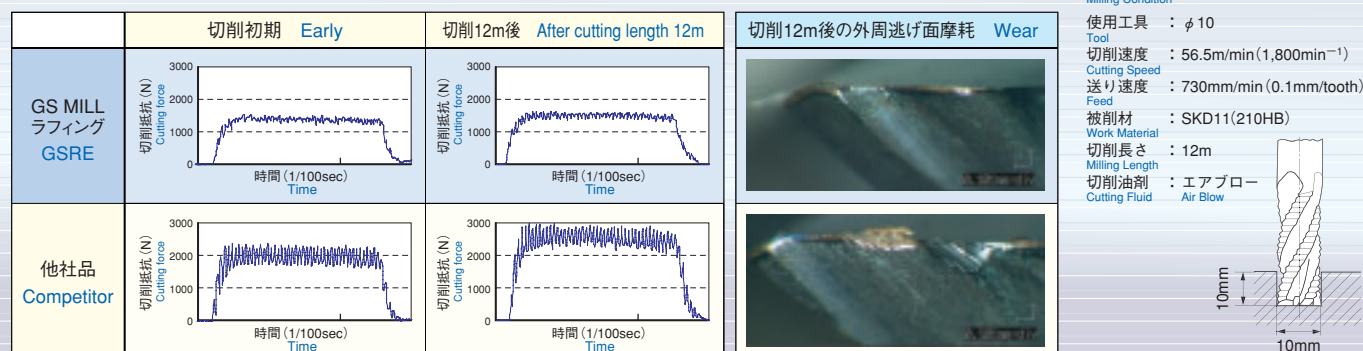 切削初期 Early
切削12m後 After cutting length 12m
切削12m後の外周逃げ面摩耗 Wear
GS MILL
ラフィング
GSRE
切削抵抗(N)
Cutting force
3000
2000
1000
0
時間(1/100sec)
Time
切削抵抗(N)
Cutting force
3000
2000
1000
0
時間(1/100sec)
Time
他社品
Competitor
切削抵抗(N)
Cutting force
3000
2000
1000
0
時間(1/100sec)
Time
切削抵抗(N)
Cutting force
3000
2000
1000
0
時間(1/100sec)
Time
Milling Condition
使用工具 :φ10
Tool
切削速度 :56.5m/min(1,800min⁻¹)
Cutting Speed
送り速度 :730mm/min(0.1mm/tooth)
Feed
被削材 :SKD11(210HB)
Work Material
切削長さ :12m
Milling Length
切削油剤 :エアブロー
Cutting Fluid Air Blow
10mm
10mm